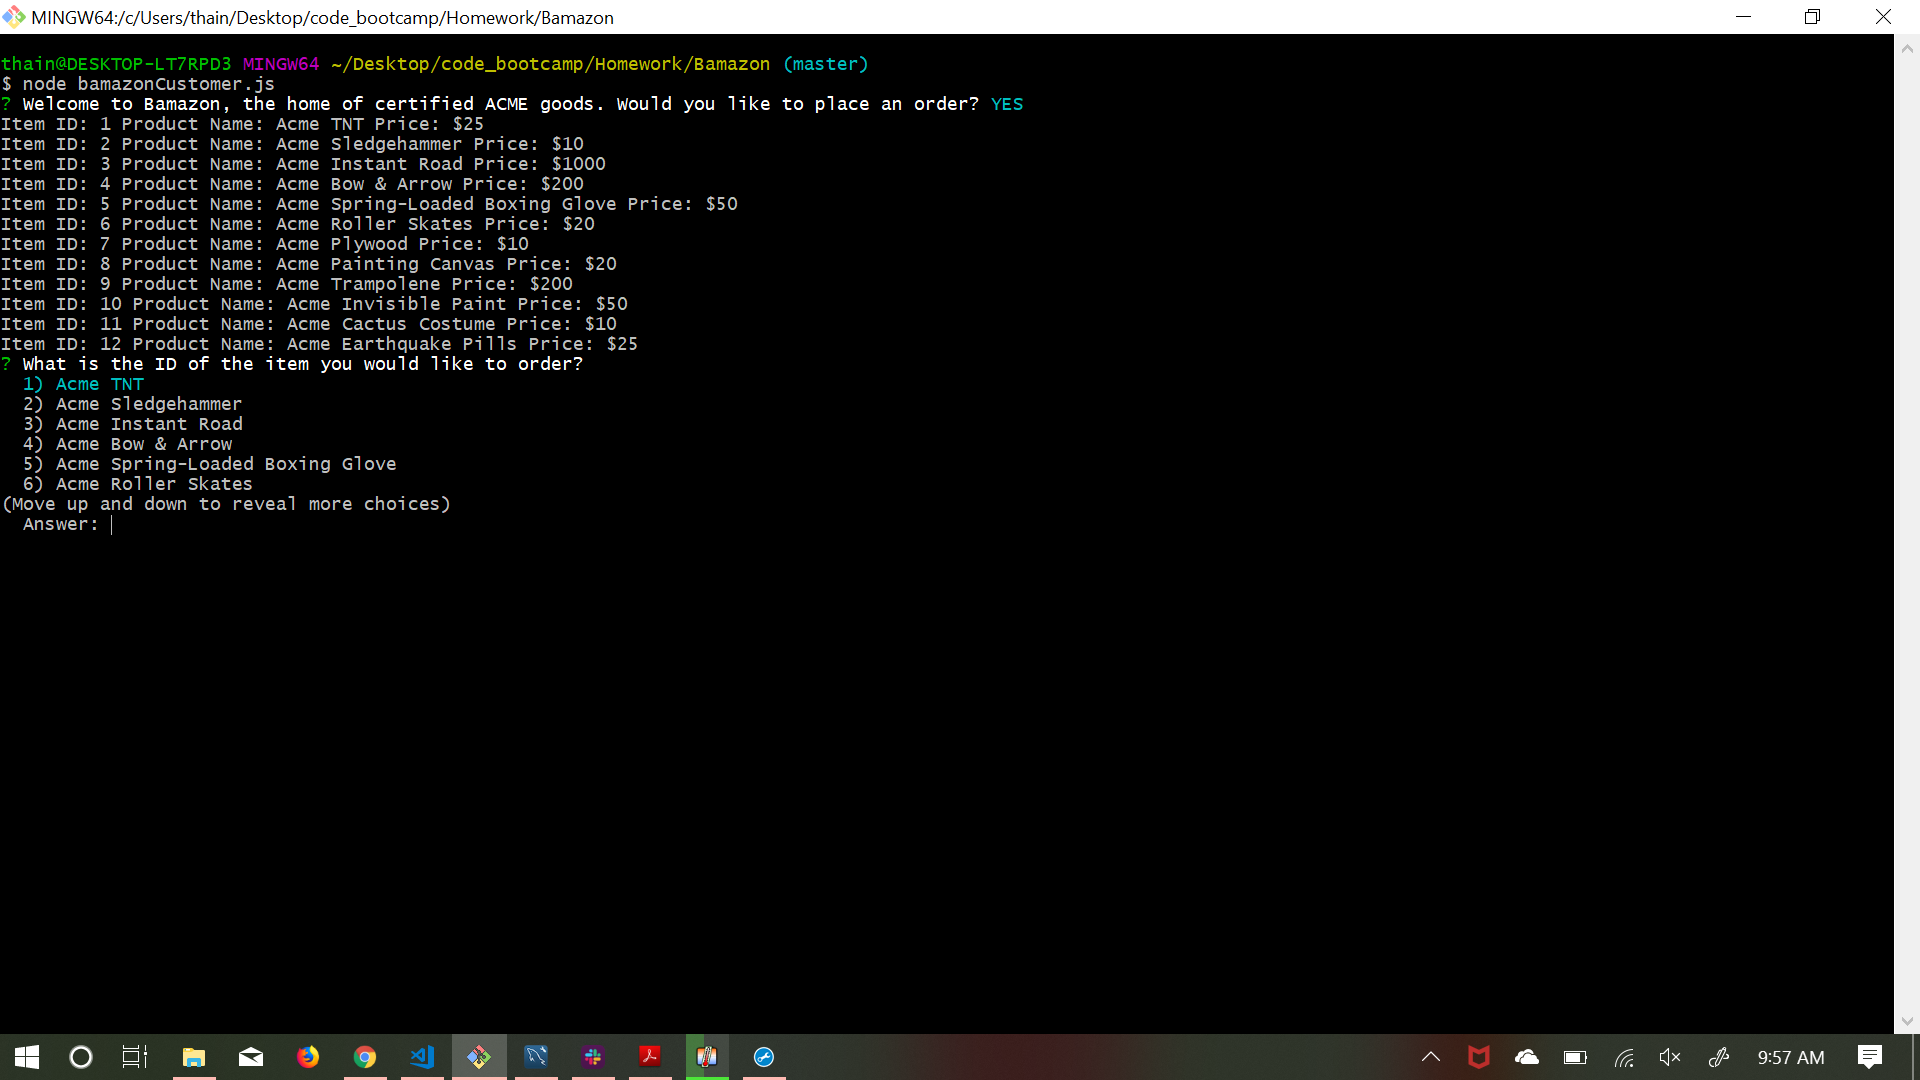 MINGW64:/c/Users/thain/Desktop/code_bootcamp/Homework/Bamazon
thain@DESKTOP-LT7RPD3 MINGW64 ~/Desktop/code_bootcamp/Homework/Bamazon (master)
$ node bamazonCustomer.js
? Welcome to Bamazon, the home of certified ACME goods. Would you like to place an order? YES
Item ID: 1 Product Name: Acme TNT Price: $25
Item ID: 2 Product Name: Acme Sledgehammer Price: $10
Item ID: 3 Product Name: Acme Instant Road Price: $1000
Item ID: 4 Product Name: Acme Bow & Arrow Price: $200
Item ID: 5 Product Name: Acme Spring-Loaded Boxing Glove Price: $50
Item ID: 6 Product Name: Acme Roller Skates Price: $20
Item ID: 7 Product Name: Acme Plywood Price: $10
Item ID: 8 Product Name: Acme Painting Canvas Price: $20
Item ID: 9 Product Name: Acme Trampolene Price: $200
Item ID: 10 Product Name: Acme Invisible Paint Price: $50
Item ID: 11 Product Name: Acme Cactus Costume Price: $10
Item ID: 12 Product Name: Acme Earthquake Pills Price: $25
? What is the ID of the item you would like to order?
1) Acme TNT
2) Acme Sledgehammer
3) Acme Instant Road
4) Acme Bow & Arrow
5) Acme Spring-Loaded Boxing Glove
6) Acme Roller Skates
(Move up and down to reveal more choices)
Answer:
9:57 AM